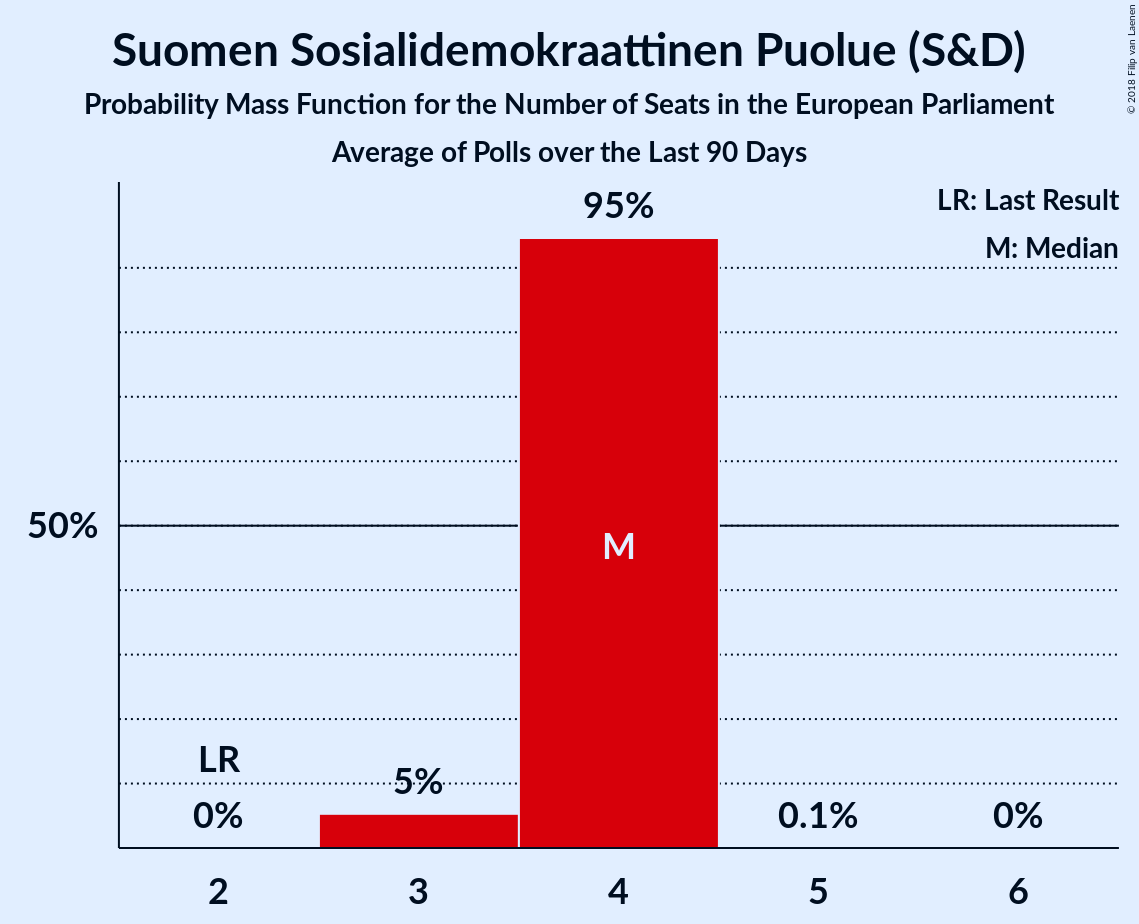 Suomen Sosialidemokraattinen Puolue (S&D)
Probability Mass Function for the Number of Seats in the European Parliament
Average of Polls over the Last 90 Days
© 2018 Filip van Laenen
LR: Last Result
M: Median
95%
50%
M
LR
0%
5%
0.1%
0%
2 3 4 5 6